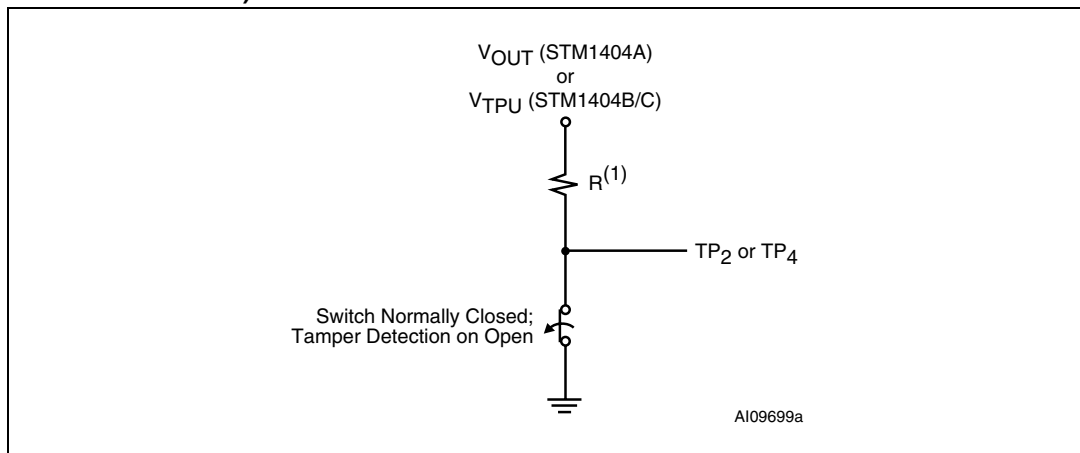 )
VOUT (STM1404A)
or
VTPU (STM1404B/C)
R(1)
TP2 or TP4
Switch Normally Closed;
Tamper Detection on Open
AI09699a